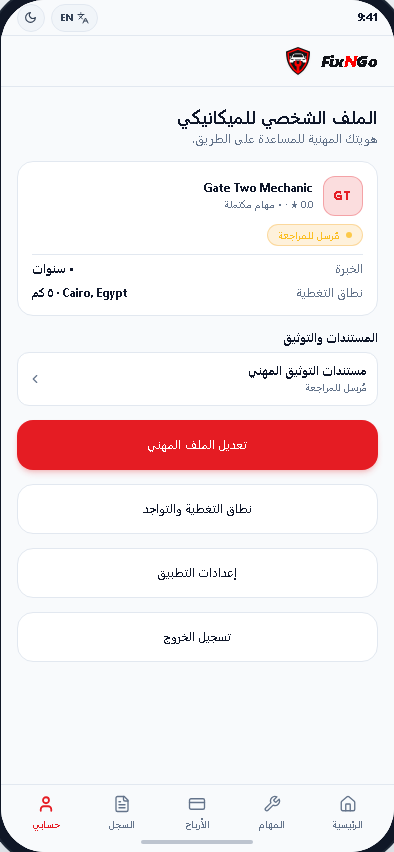 9:41
EN
FixNGo
الملف الشخصي للميكانيكي
هويتك المهنية للمساعدة على الطريق.
GT
Gate Two Mechanic
0.0 ★ · ٠ مهام مكتملة
مُرسل للمراجعة
الخبرة
٠ سنوات
نطاق التغطية
Cairo, Egypt · ٥٠ كم
المستندات والتوثيق
مستندات التوثيق المهني
مُرسل للمراجعة
تعديل الملف المهني
نطاق التغطية والتواجد
إعدادات التطبيق
تسجيل الخروج
الرئيسية
المهام
الأرباح
السجل
حسابي